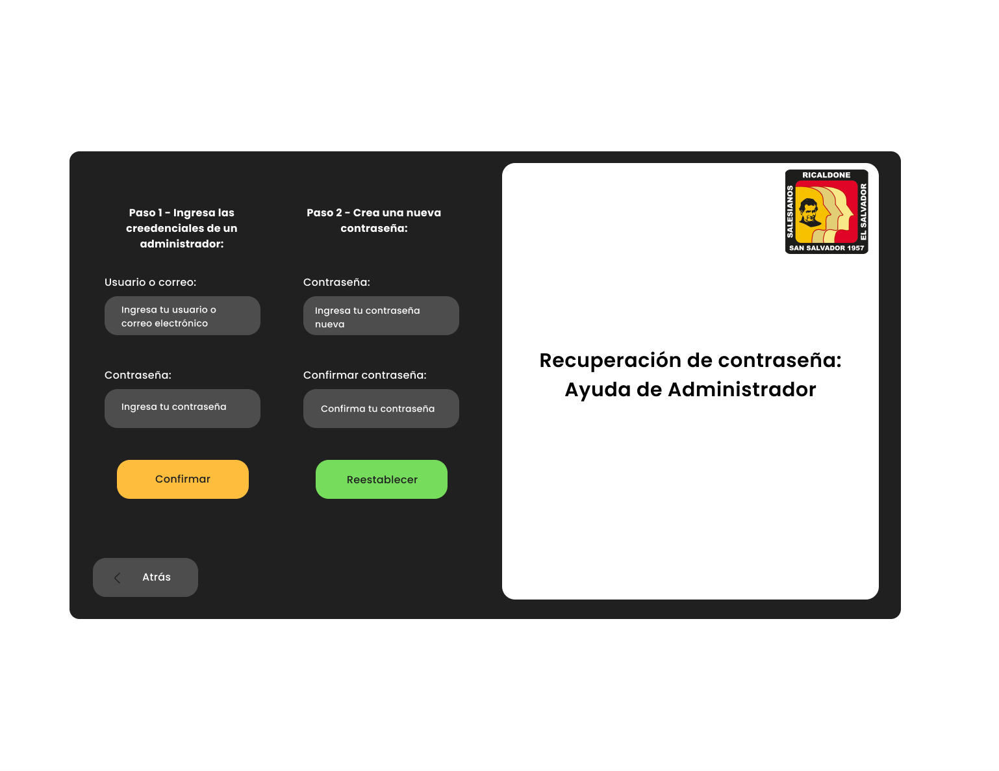 Paso 1 - Ingresa las
creedenciales de un
administrador:
Usuario o correo:
Ingresa tu usuario o
correo electrónico
Contraseña:
Ingresa tu contraseña
Confirmar
Atrás
Paso 2 - Crea una nueva
contraseña:
Contraseña:
Ingresa tu contraseña
nueva
Confirmar contraseña:
Confirma tu contraseña
Reestablecer
RICALDONE
SALESIANOS
EL SALVADOR
SAN SALVADOR 1957
Recuperación de contraseña:
Ayuda de Administrador